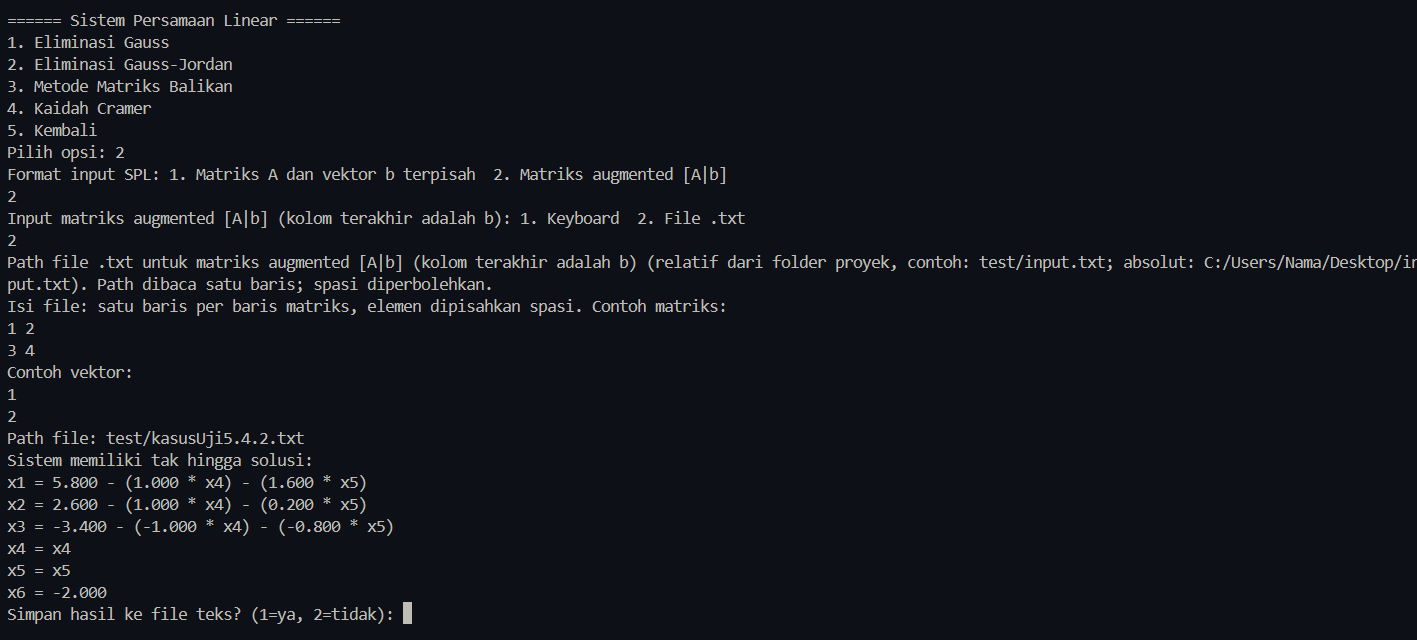 ====== Sistem Persamaan Linear ======
1. Eliminasi Gauss
2. Eliminasi Gauss-Jordan
3. Metode Matriks Balikan
4. Kaidah Cramer
5. Kembali
Pilih opsi: 2
Format input SPL: 1. Matriks A dan vektor b terpisah  2. Matriks augmented [A|b]
2
Input matriks augmented [A|b] (kolom terakhir adalah b): 1. Keyboard  2. File .txt
2
Path file .txt untuk matriks augmented [A|b] (kolom terakhir adalah b) (relatif dari folder proyek, contoh: test/input.txt; absolut: C:/Users/Nama/Desktop/in
put.txt). Path dibaca satu baris; spasi diperbolehkan.
Isi file: satu baris per baris matriks, elemen dipisahkan spasi. Contoh matriks:
1 2
3 4
Contoh vektor:
1
2
Path file: test/kasusUji5.4.2.txt
Sistem memiliki tak hingga solusi:
x1 = 5.800 - (1.000 * x4) - (1.600 * x5)
x2 = 2.600 - (1.000 * x4) - (0.200 * x5)
x3 = -3.400 - (-1.000 * x4) - (-0.800 * x5)
x4 = x4
x5 = x5
x6 = -2.000
Simpan hasil ke file teks? (1=ya, 2=tidak):